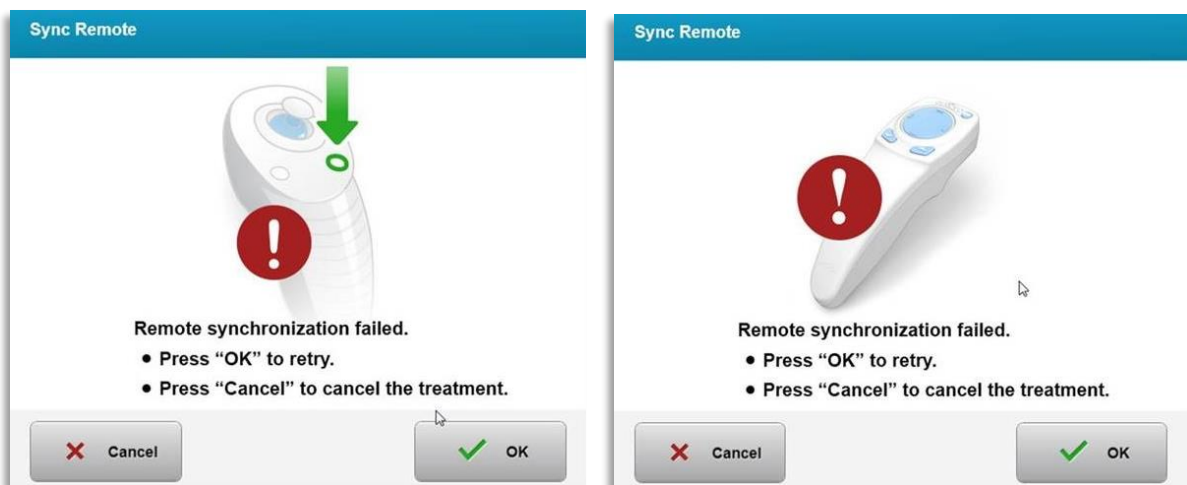 Sync Remote
Remote synchronization failed.
• Press “OK” to retry.
• Press “Cancel” to cancel the treatment.
Cancel
OK
Sync Remote
Remote synchronization failed.
• Press “OK” to retry.
• Press “Cancel” to cancel the treatment.
Cancel
OK